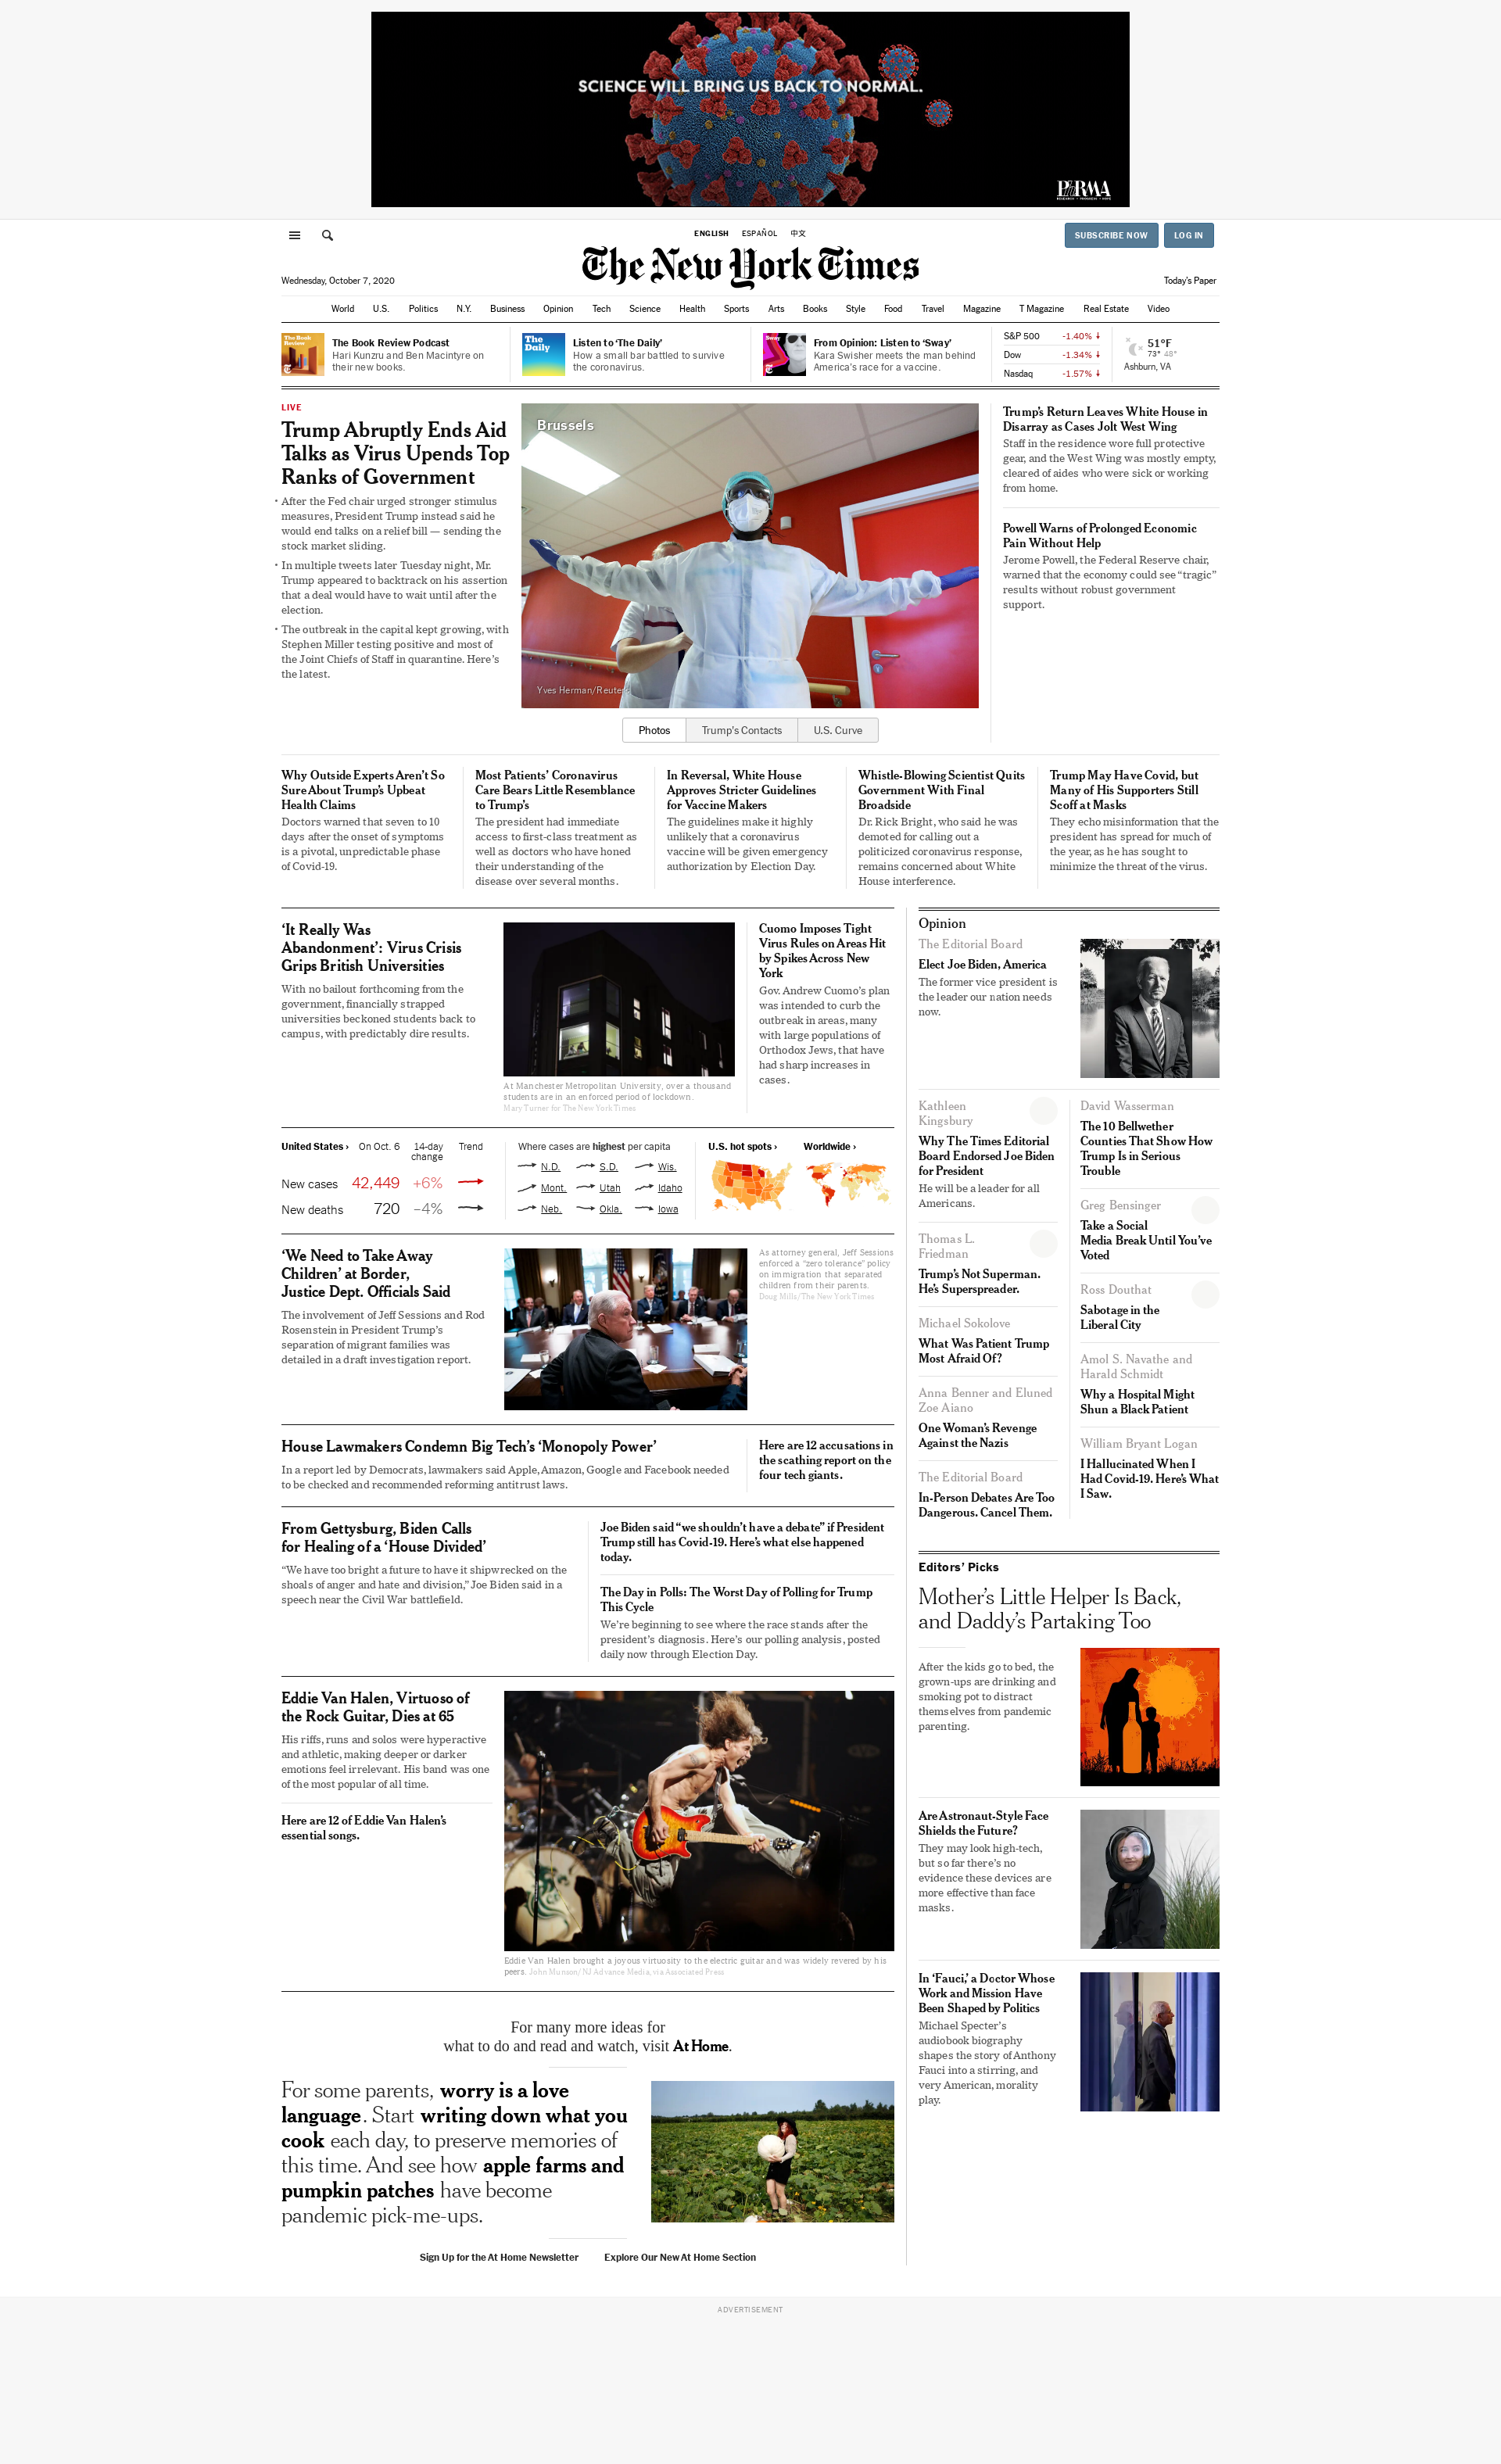 SCIENCE WILL BRING US BACK TO NORMAL.
PhRMA
RESEARCH • PROGRESS • HOPE
ENGLISH ESPAÑOL 中文
SUBSCRIBE NOW LOG IN
The New York Times
Wednesday, October 7, 2020
Today's Paper
World U.S. Politics N.Y. Business Opinion Tech Science Health Sports Arts Books Style Food Travel Magazine T Magazine Real Estate Video
The Book Review
The Book Review Podcast
Hari Kunzru and Ben Macintyre on
their new books.
The Daily
Listen to ‘The Daily’
How a small bar battled to survive
the coronavirus.
Sway
From Opinion: Listen to ‘Sway’
Kara Swisher meets the man behind
America’s race for a vaccine.
S&P 500 -1.40%
Dow -1.34%
Nasdaq -1.57%
51°F
73° 48°
Ashburn, VA
LIVE
Trump Abruptly Ends Aid
Talks as Virus Upends Top
Ranks of Government
• After the Fed chair urged stronger stimulus
measures, President Trump instead said he
would end talks on a relief bill — sending the
stock market sliding.
• In multiple tweets later Tuesday night, Mr.
Trump appeared to backtrack on his assertion
that a deal would have to wait until after the
election.
• The outbreak in the capital kept growing, with
Stephen Miller testing positive and most of
the Joint Chiefs of Staff in quarantine. Here’s
the latest.
Brussels
Yves Herman/Reuters
Photos Trump's Contacts U.S. Curve
Trump’s Return Leaves White House in
Disarray as Cases Jolt West Wing
Staff in the residence wore full protective
gear, and the West Wing was mostly empty,
cleared of aides who were sick or working
from home.
Powell Warns of Prolonged Economic
Pain Without Help
Jerome Powell, the Federal Reserve chair,
warned that the economy could see “tragic”
results without robust government
support.
Why Outside Experts Aren’t So
Sure About Trump’s Upbeat
Health Claims
Doctors warned that seven to 10
days after the onset of symptoms
is a pivotal, unpredictable phase
of Covid-19.
Most Patients’ Coronavirus
Care Bears Little Resemblance
to Trump’s
The president had immediate
access to first-class treatment as
well as doctors who have honed
their understanding of the
disease over several months.
In Reversal, White House
Approves Stricter Guidelines
for Vaccine Makers
The guidelines make it highly
unlikely that a coronavirus
vaccine will be given emergency
authorization by Election Day.
Whistle-Blowing Scientist Quits
Government With Final
Broadside
Dr. Rick Bright, who said he was
demoted for calling out a
politicized coronavirus response,
remains concerned about White
House interference.
Trump May Have Covid, but
Many of His Supporters Still
Scoff at Masks
They echo misinformation that the
president has spread for much of
the year, as he has sought to
minimize the threat of the virus.
‘It Really Was
Abandonment’: Virus Crisis
Grips British Universities
With no bailout forthcoming from the
government, financially strapped
universities beckoned students back to
campus, with predictably dire results.
At Manchester Metropolitan University, over a thousand
students are in an enforced period of lockdown.
Mary Turner for The New York Times
Cuomo Imposes Tight
Virus Rules on Areas Hit
by Spikes Across New
York
Gov. Andrew Cuomo’s plan
was intended to curb the
outbreak in areas, many
with large populations of
Orthodox Jews, that have
had sharp increases in
cases.
United States › On Oct. 6 14-day
change Trend
New cases 42,449 +6%
New deaths 720 –4%
Where cases are highest per capita
N.D. S.D. Wis.
Mont. Utah Idaho
Neb. Okla. Iowa
U.S. hot spots › Worldwide ›
‘We Need to Take Away
Children’ at Border,
Justice Dept. Officials Said
The involvement of Jeff Sessions and Rod
Rosenstein in President Trump’s
separation of migrant families was
detailed in a draft investigation report.
As attorney general, Jeff Sessions
enforced a “zero tolerance” policy
on immigration that separated
children from their parents.
Doug Mills/The New York Times
House Lawmakers Condemn Big Tech’s ‘Monopoly Power’
In a report led by Democrats, lawmakers said Apple, Amazon, Google and Facebook needed
to be checked and recommended reforming antitrust laws.
Here are 12 accusations in
the scathing report on the
four tech giants.
From Gettysburg, Biden Calls
for Healing of a ‘House Divided’
“We have too bright a future to have it shipwrecked on the
shoals of anger and hate and division,” Joe Biden said in a
speech near the Civil War battlefield.
Joe Biden said “we shouldn’t have a debate” if President
Trump still has Covid-19. Here’s what else happened
today.
The Day in Polls: The Worst Day of Polling for Trump
This Cycle
We’re beginning to see where the race stands after the
president’s diagnosis. Here’s our polling analysis, posted
daily now through Election Day.
Eddie Van Halen, Virtuoso of
the Rock Guitar, Dies at 65
His riffs, runs and solos were hyperactive
and athletic, making deeper or darker
emotions feel irrelevant. His band was one
of the most popular of all time.
Here are 12 of Eddie Van Halen’s
essential songs.
Eddie Van Halen brought a joyous virtuosity to the electric guitar and was widely revered by his
peers. John Munson/NJ Advance Media, via Associated Press
For many more ideas for
what to do and read and watch, visit At Home.
For some parents, worry is a love
language. Start writing down what you
cook each day, to preserve memories of
this time. And see how apple farms and
pumpkin patches have become
pandemic pick-me-ups.
Sign Up for the At Home Newsletter Explore Our New At Home Section
Opinion
The Editorial Board
Elect Joe Biden, America
The former vice president is
the leader our nation needs
now.
Kathleen
Kingsbury
Why The Times Editorial
Board Endorsed Joe Biden
for President
He will be a leader for all
Americans.
Thomas L.
Friedman
Trump’s Not Superman.
He’s Superspreader.
Michael Sokolove
What Was Patient Trump
Most Afraid Of?
Anna Benner and Eluned
Zoe Aiano
One Woman’s Revenge
Against the Nazis
The Editorial Board
In-Person Debates Are Too
Dangerous. Cancel Them.
David Wasserman
The 10 Bellwether
Counties That Show How
Trump Is in Serious
Trouble
Greg Bensinger
Take a Social
Media Break Until You’ve
Voted
Ross Douthat
Sabotage in the
Liberal City
Amol S. Navathe and
Harald Schmidt
Why a Hospital Might
Shun a Black Patient
William Bryant Logan
I Hallucinated When I
Had Covid-19. Here’s What
I Saw.
Editors’ Picks
Mother’s Little Helper Is Back,
and Daddy’s Partaking Too
After the kids go to bed, the
grown-ups are drinking and
smoking pot to distract
themselves from pandemic
parenting.
Are Astronaut-Style Face
Shields the Future?
They may look high-tech,
but so far there’s no
evidence these devices are
more effective than face
masks.
In ‘Fauci,’ a Doctor Whose
Work and Mission Have
Been Shaped by Politics
Michael Specter’s
audiobook biography
shapes the story of Anthony
Fauci into a stirring, and
very American, morality
play.
ADVERTISEMENT